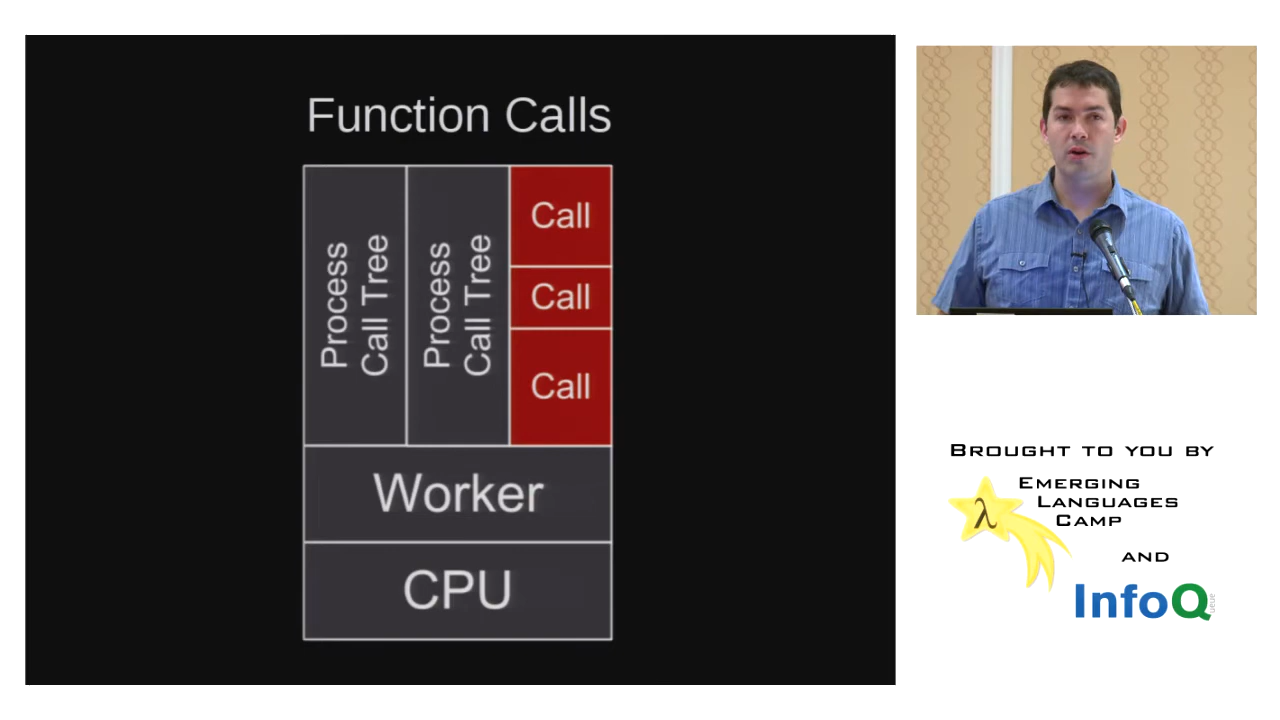 Function Calls
Process
Call Tree
Process
Call Tree
Call
Call
Call
Worker
CPU
BROUGHT TO YOU BY
EMERGING
LANGUAGES
CAMP
λ
AND
InfoQ
ueue